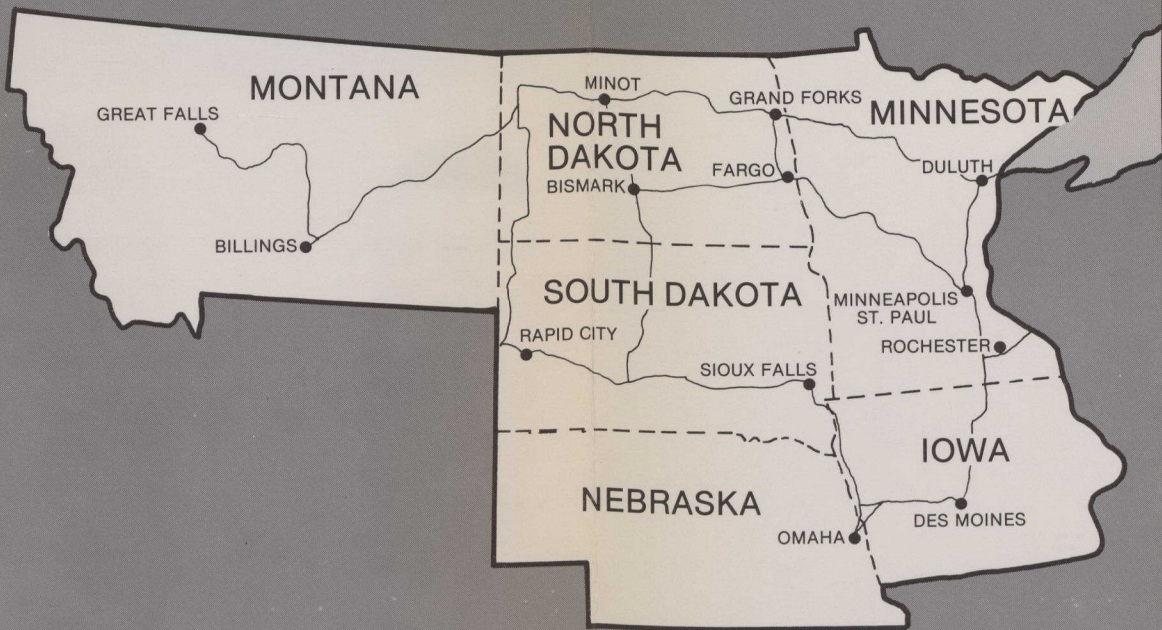 MONTANA
GREAT FALLS
BILLINGS
MINOT
NORTH
DAKOTA
BISMARK
GRAND FORKS
FARGO
MINNESOTA
DULUTH
MINNEAPOLIS
ST. PAUL
ROCHESTER
SOUTH DAKOTA
RAPID CITY
SIOUX FALLS
NEBRASKA
OMAHA
IOWA
DES MOINES